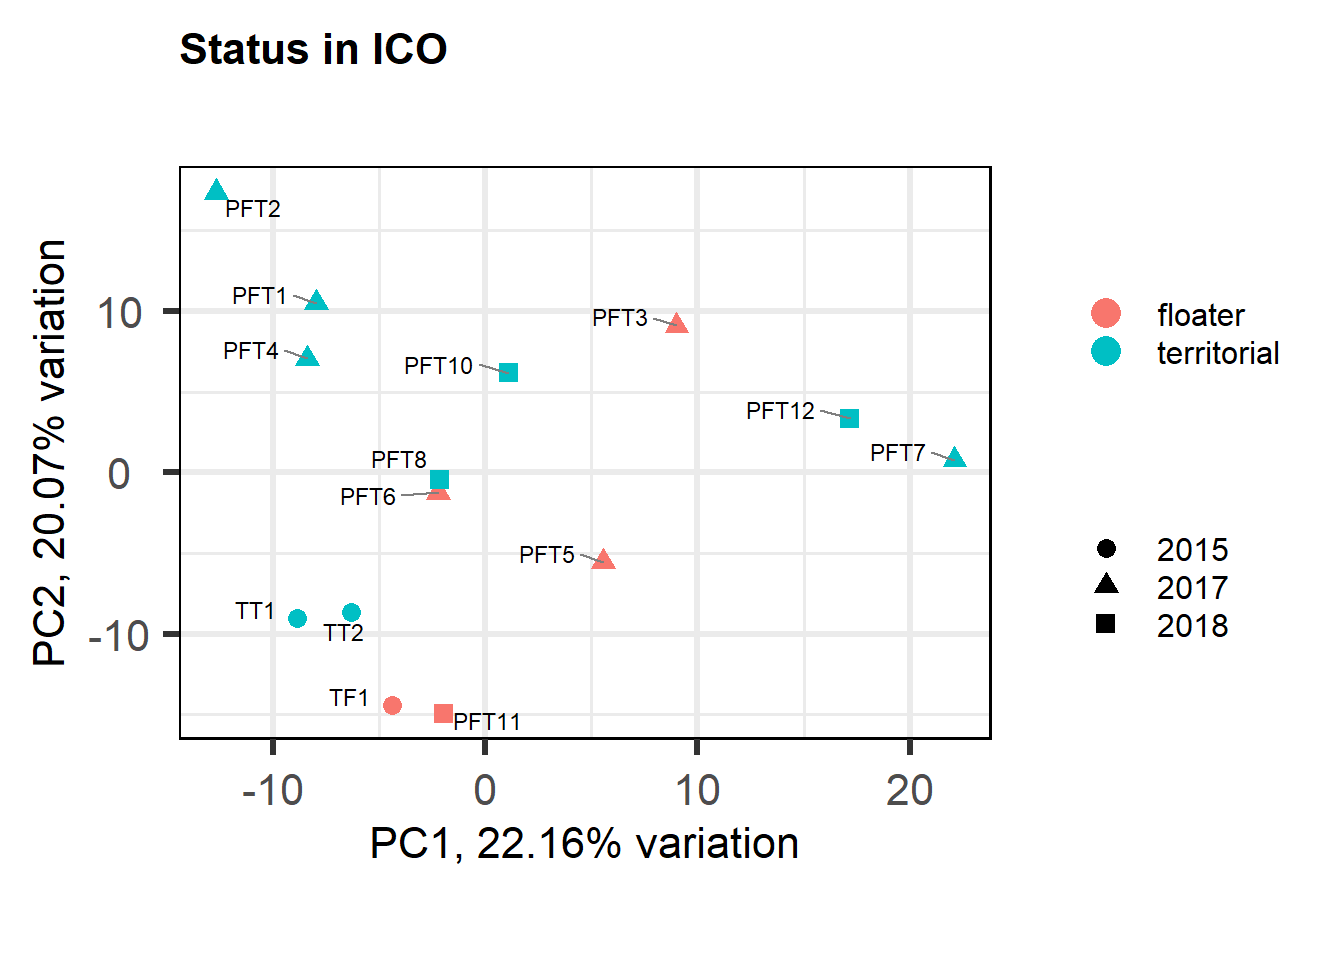 Status in ICO
PC2, 20.07% variation
10
0
-10
PFT2
PFT1
PFT4
PFT3
PFT10
PFT12
PFT7
PFT8
PFT6
PFT5
TT1
TT2
TF1
PFT11
-10
0
10
20
PC1, 22.16% variation
floater
territorial
2015
2017
2018